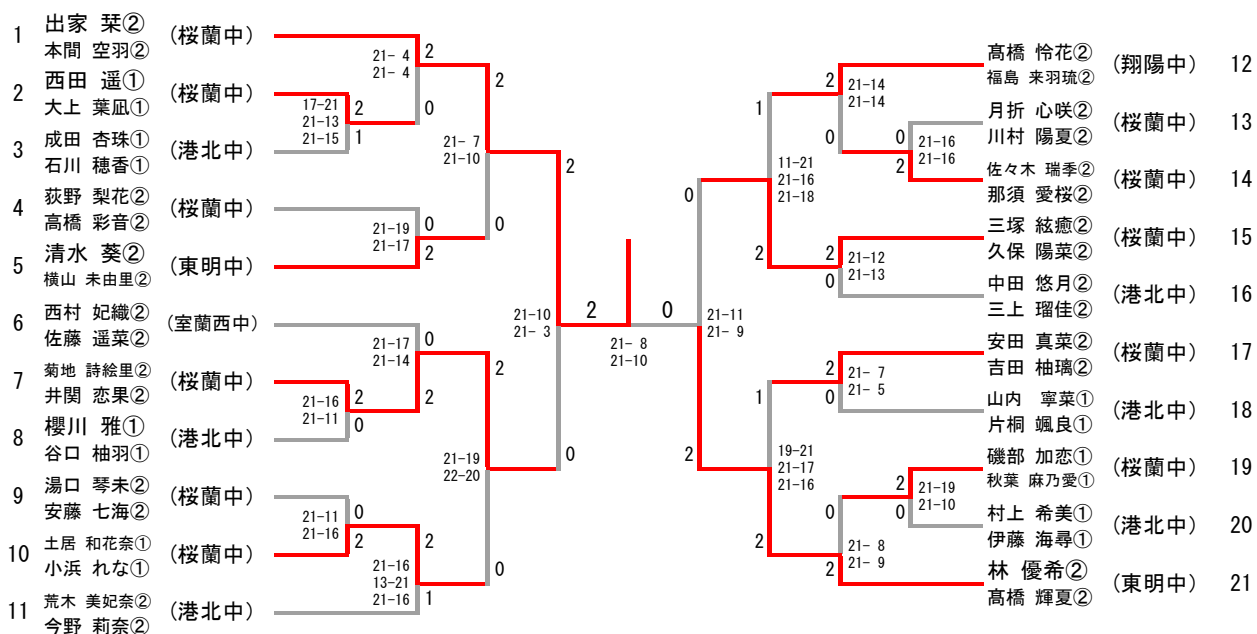 1 出家 栞② (桜蘭中)
本間 空羽②
2 西田 遥① (桜蘭中)
大上 葉凪①
3 成田 杏珠① (港北中)
石川 穂香①
4 荻野 梨花② (桜蘭中)
高橋 彩音②
5 清水 葵② (東明中)
横山 未由里②
6 西村 妃織② (室蘭西中)
佐藤 遥菜②
7 菊地 詩絵里② (桜蘭中)
井関 恋果②
8 櫻川 雅① (港北中)
谷口 柚羽①
9 湯口 琴未② (桜蘭中)
安藤 七海②
10 土居 和花奈① (桜蘭中)
小浜 れな①
11 荒木 美妃奈② (港北中)
今野 莉奈②
17-21
21-13
21-15
2
1
21-16
21-11
2
0
21-11
21-16
0
2
21- 4
21- 4
2
0
21-19
21-17
0
2
21-17
21-14
0
2
21-16
13-21
21-16
2
1
21- 7
21-10
2
0
21-19
22-20
2
0
21-10
21- 3
2
0
2
0
21- 8
21-10
21-11
21- 9
0
2
11-21
21-16
21-18
1
2
19-21
21-17
21-16
1
2
21-14
21-14
2
0
21-12
21-13
2
0
21- 7
21- 5
2
0
21- 8
21- 9
0
2
21-16
21-16
0
2
21-19
21-10
2
0
髙橋 怜花② (翔陽中) 12
福島 来羽琉②
月折 心咲② (桜蘭中) 13
川村 陽夏②
佐々木 瑞季② (桜蘭中) 14
那須 愛桜②
三塚 絃癒② (桜蘭中) 15
久保 陽菜②
中田 悠月② (港北中) 16
三上 瑠佳②
安田 真菜② (桜蘭中) 17
吉田 柚璃②
山内 寧菜① (港北中) 18
片桐 颯良①
磯部 加恋① (桜蘭中) 19
秋葉 麻乃愛①
村上 希美① (港北中) 20
伊藤 海尋①
林 優希② (東明中) 21
髙橋 輝夏②